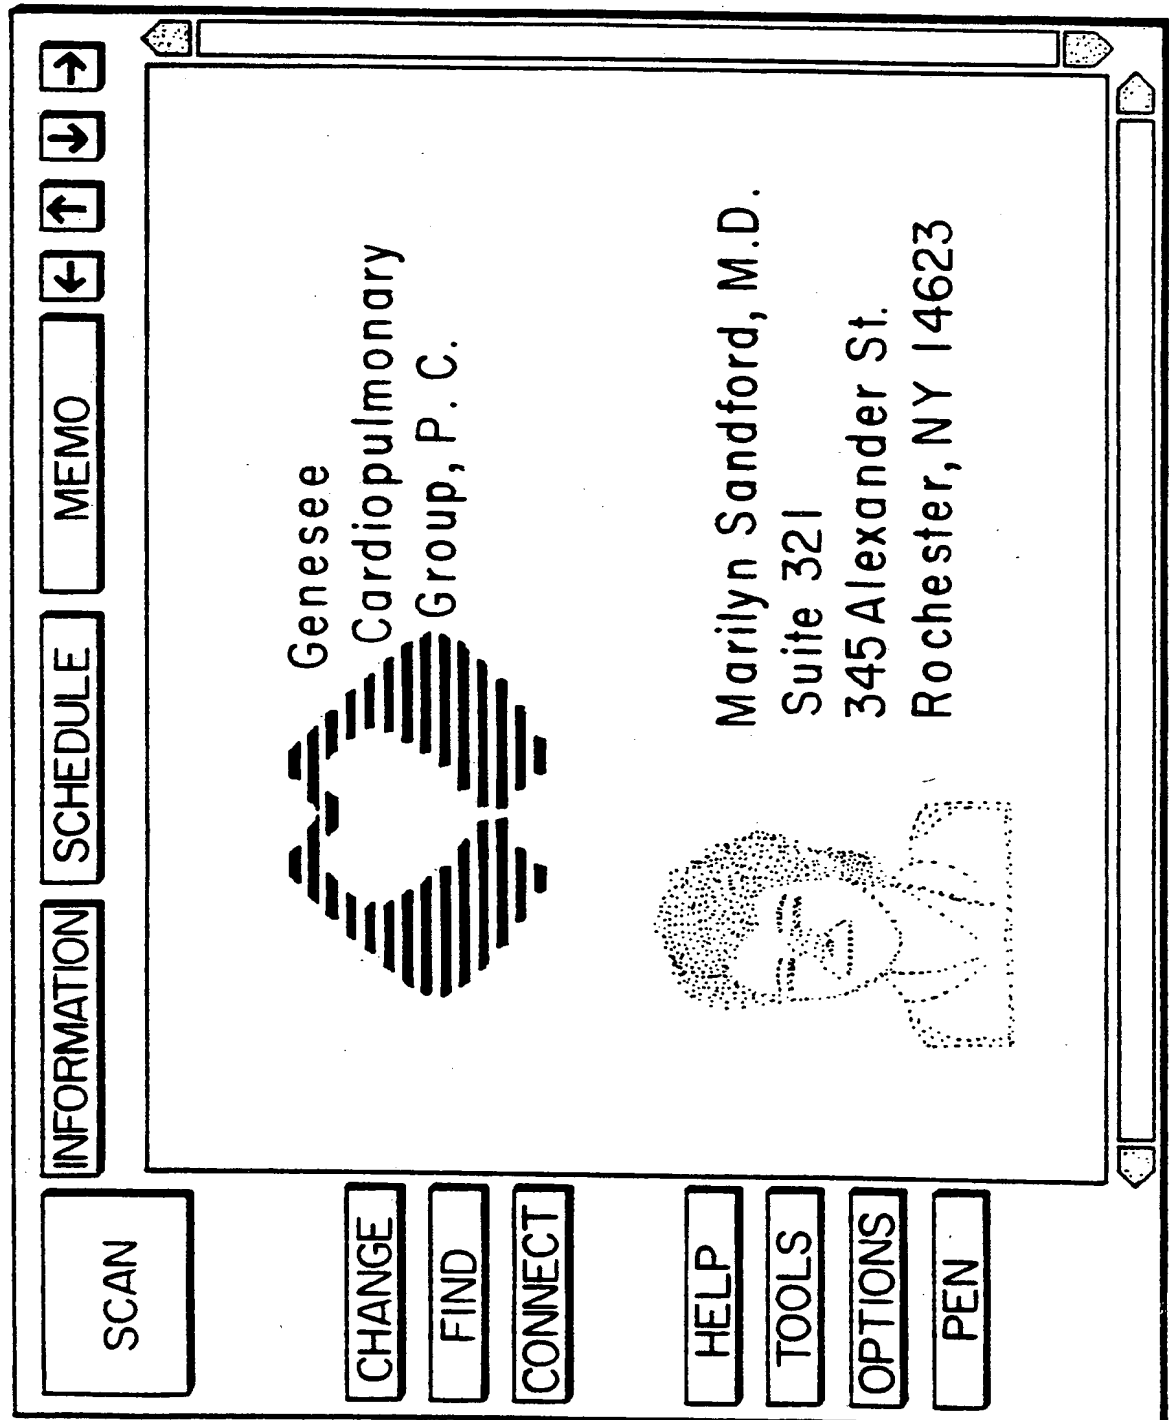 SCAN
INFORMATION
SCHEDULE
MEMO
CHANGE
FIND
CONNECT
HELP
TOOLS
OPTIONS
PEN
Genesee
Cardiopulmonary
Group, P. C.
Marilyn Sandford, M.D.
Suite 321
345 Alexander St.
Rochester, NY 14623